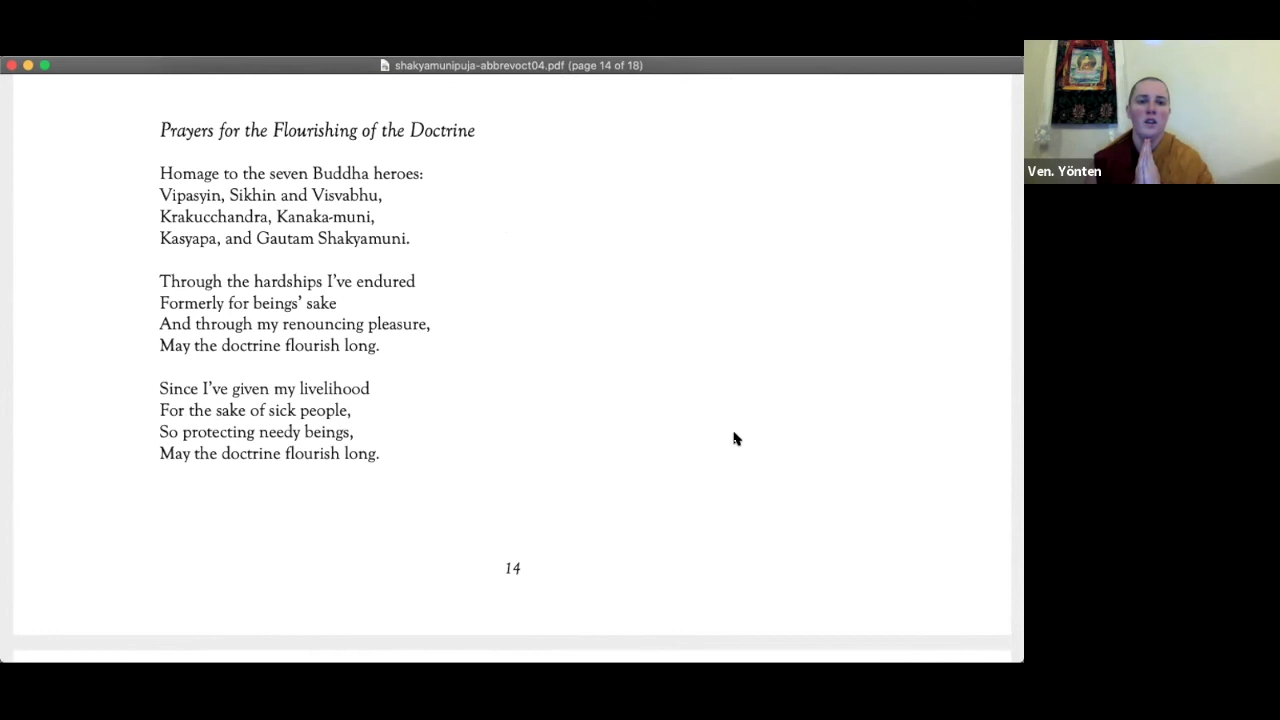 shakyamunipuja-abbrevoct04.pdf (page 14 of 18)
Prayers for the Flourishing of the Doctrine
Homage to the seven Buddha heroes:
Vipasyin, Sikhin and Visvabhu,
Krakucchandra, Kanaka-muni,
Kasyapa, and Gautam Shakyamuni.
Through the hardships I've endured
Formerly for beings' sake
And through my renouncing pleasure,
May the doctrine flourish long.
Since I've given my livelihood
For the sake of sick people,
So protecting needy beings,
May the doctrine flourish long.
14
Ven. Yönten